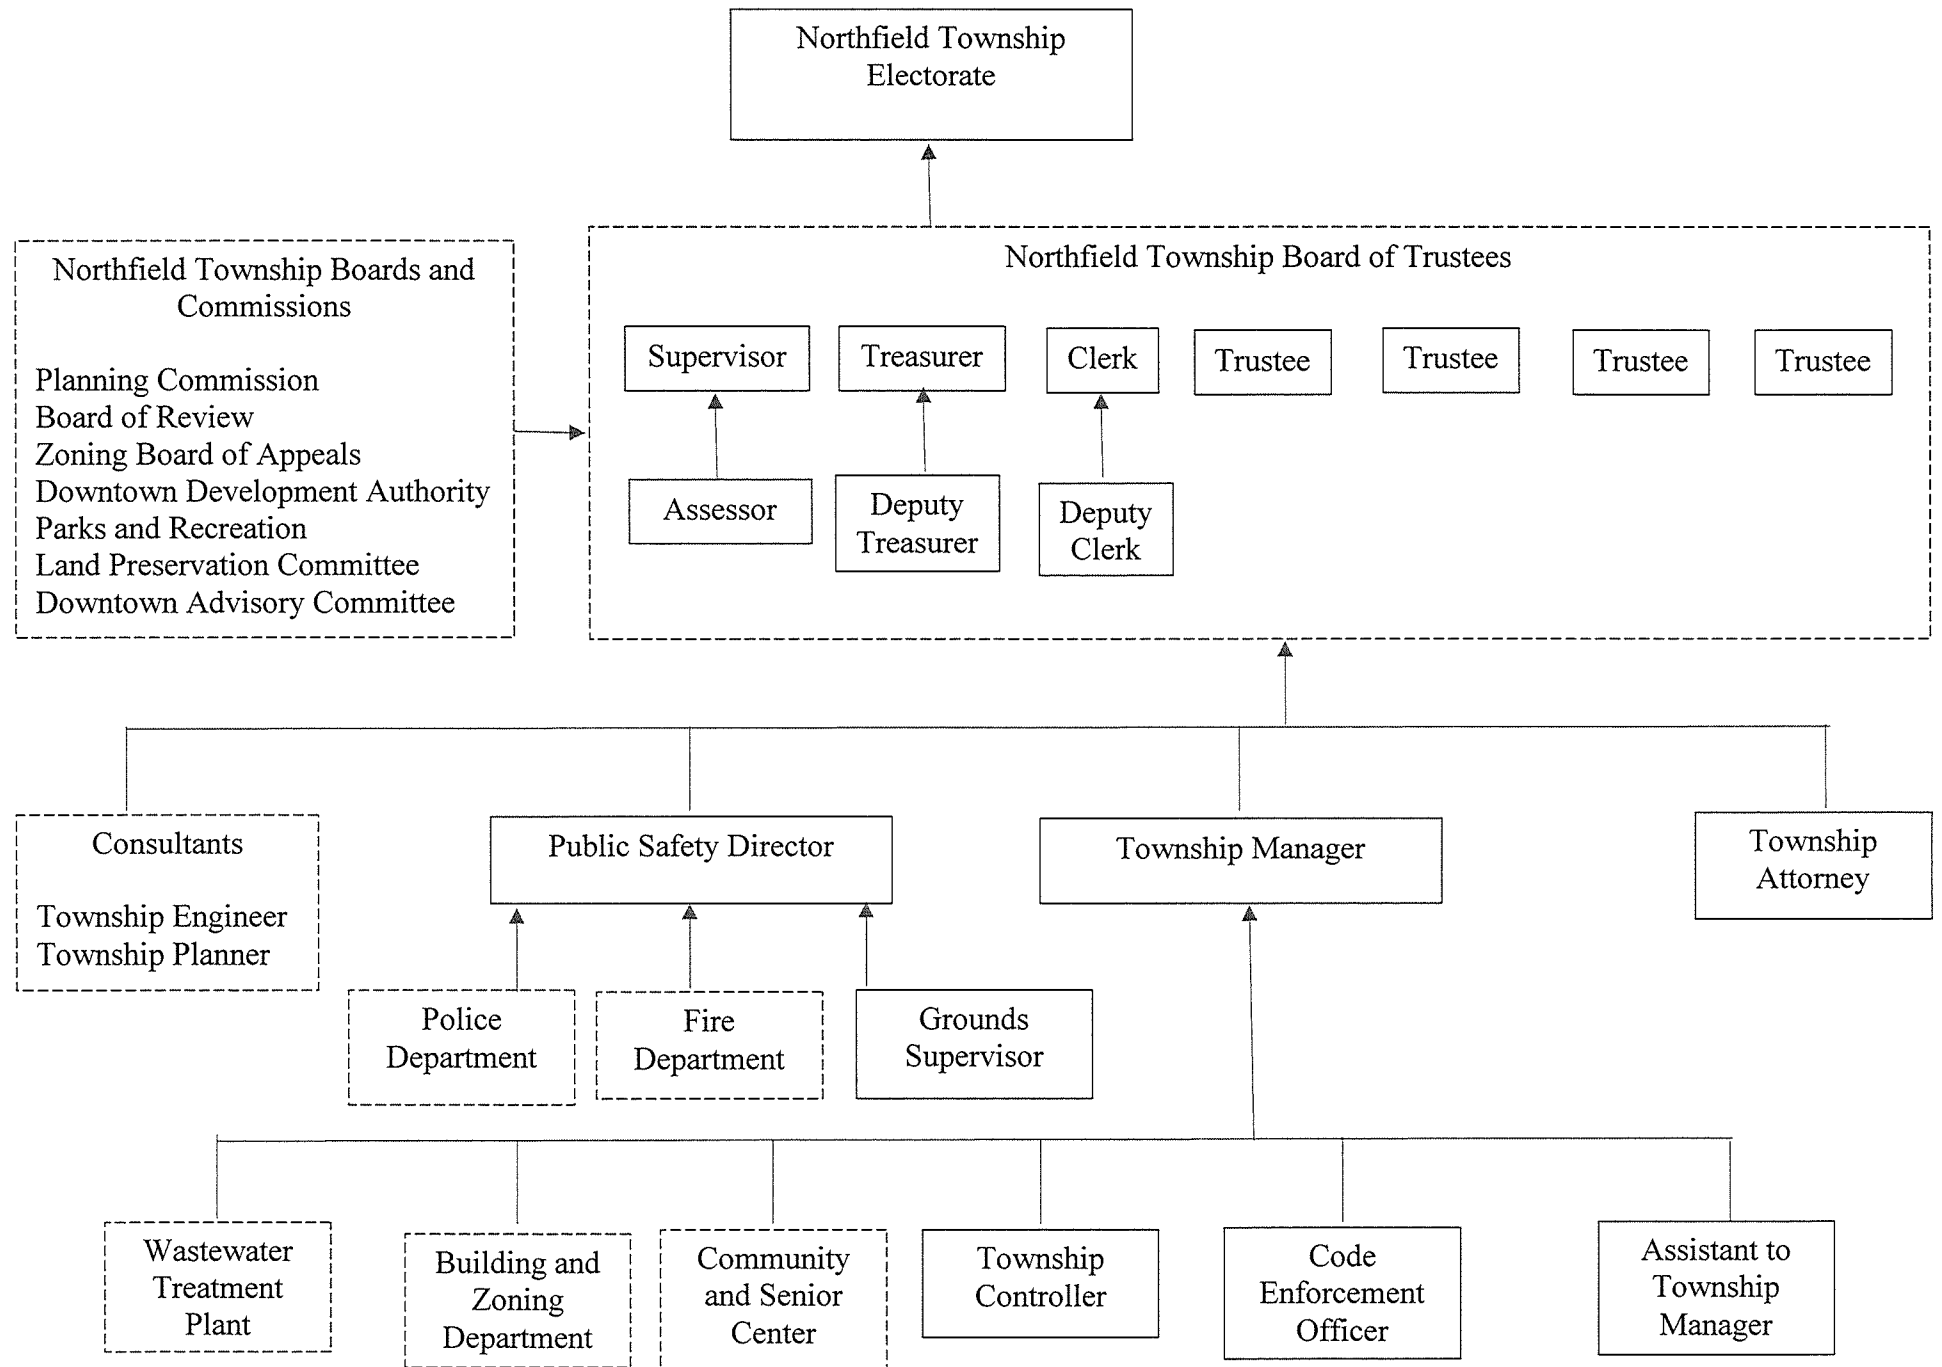 Northfield Township
Electorate
Northfield Township Boards and
Commissions
Planning Commission
Board of Review
Zoning Board of Appeals
Downtown Development Authority
Parks and Recreation
Land Preservation Committee
Downtown Advisory Committee
Northfield Township Board of Trustees
Supervisor
Treasurer
Clerk
Trustee
Trustee
Trustee
Trustee
Assessor
Deputy
Treasurer
Deputy
Clerk
Consultants
Township Engineer
Township Planner
Public Safety Director
Township Manager
Township
Attorney
Police
Department
Fire
Department
Grounds
Supervisor
Wastewater
Treatment
Plant
Building and
Zoning
Department
Community
and Senior
Center
Township
Controller
Code
Enforcement
Officer
Assistant to
Township
Manager